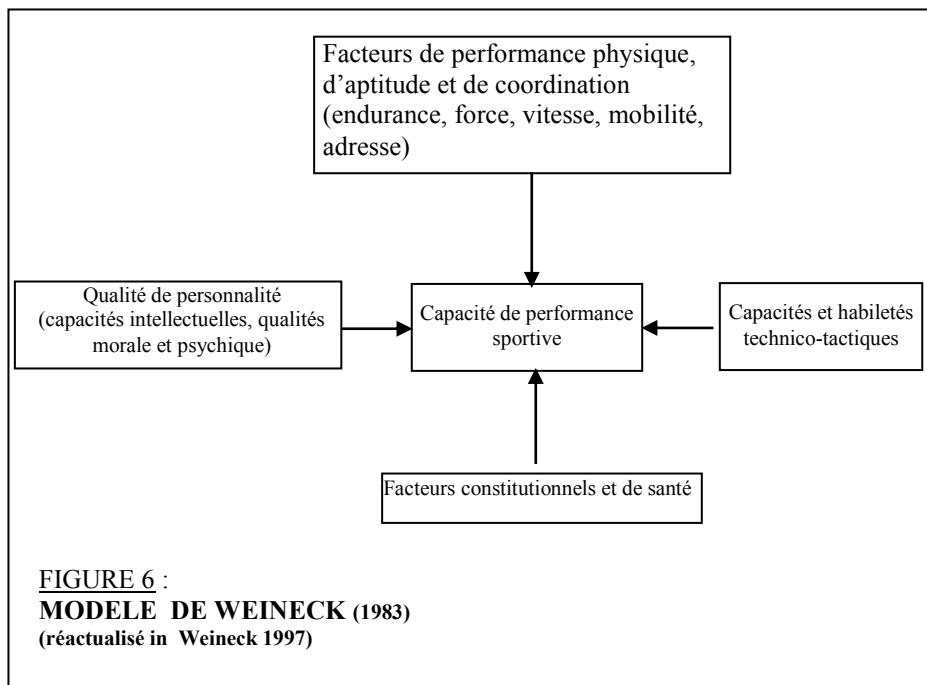 Facteurs de performance physique,
d'aptitude et de coordination
(endurance, force, vitesse, mobilité,
adresse)
Qualité de personnalité
(capacités intellectuelles, qualités
morale et psychique)
Capacité de performance
sportive
Capacités et habiletés
technico-tactiques
Facteurs constitutionnels et de santé
FIGURE 6 :
MODELE DE WEINECK (1983)
(réactualisé in Weineck 1997)